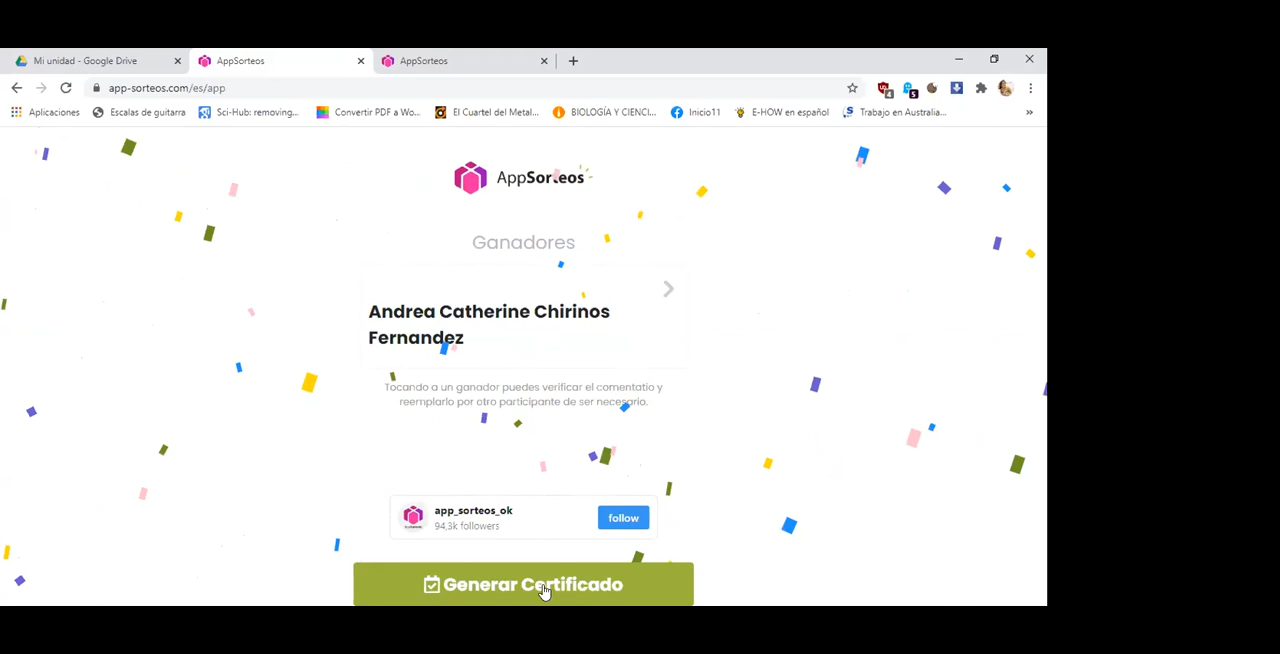 Mi unidad - Google Drive
AppSorteos
AppSorteos
app-sorteos.com/es/app
4
5
Aplicaciones
Escalas de guitarra
Sci-Hub: removing...
Convertir PDF a Wo...
El Cuartel del Metal...
BIOLOGÍA Y CIENCI...
Inicio11
E-HOW en español
Trabajo en Australia...
»
AppSorteos
Ganadores
Andrea Catherine Chirinos
Fernandez
Tocando a un ganador puedes verificar el comentatio y
reemplarlo por otro participante de ser necesario.
app_sorteos_ok
94,3k followers
follow
Generar Certificado